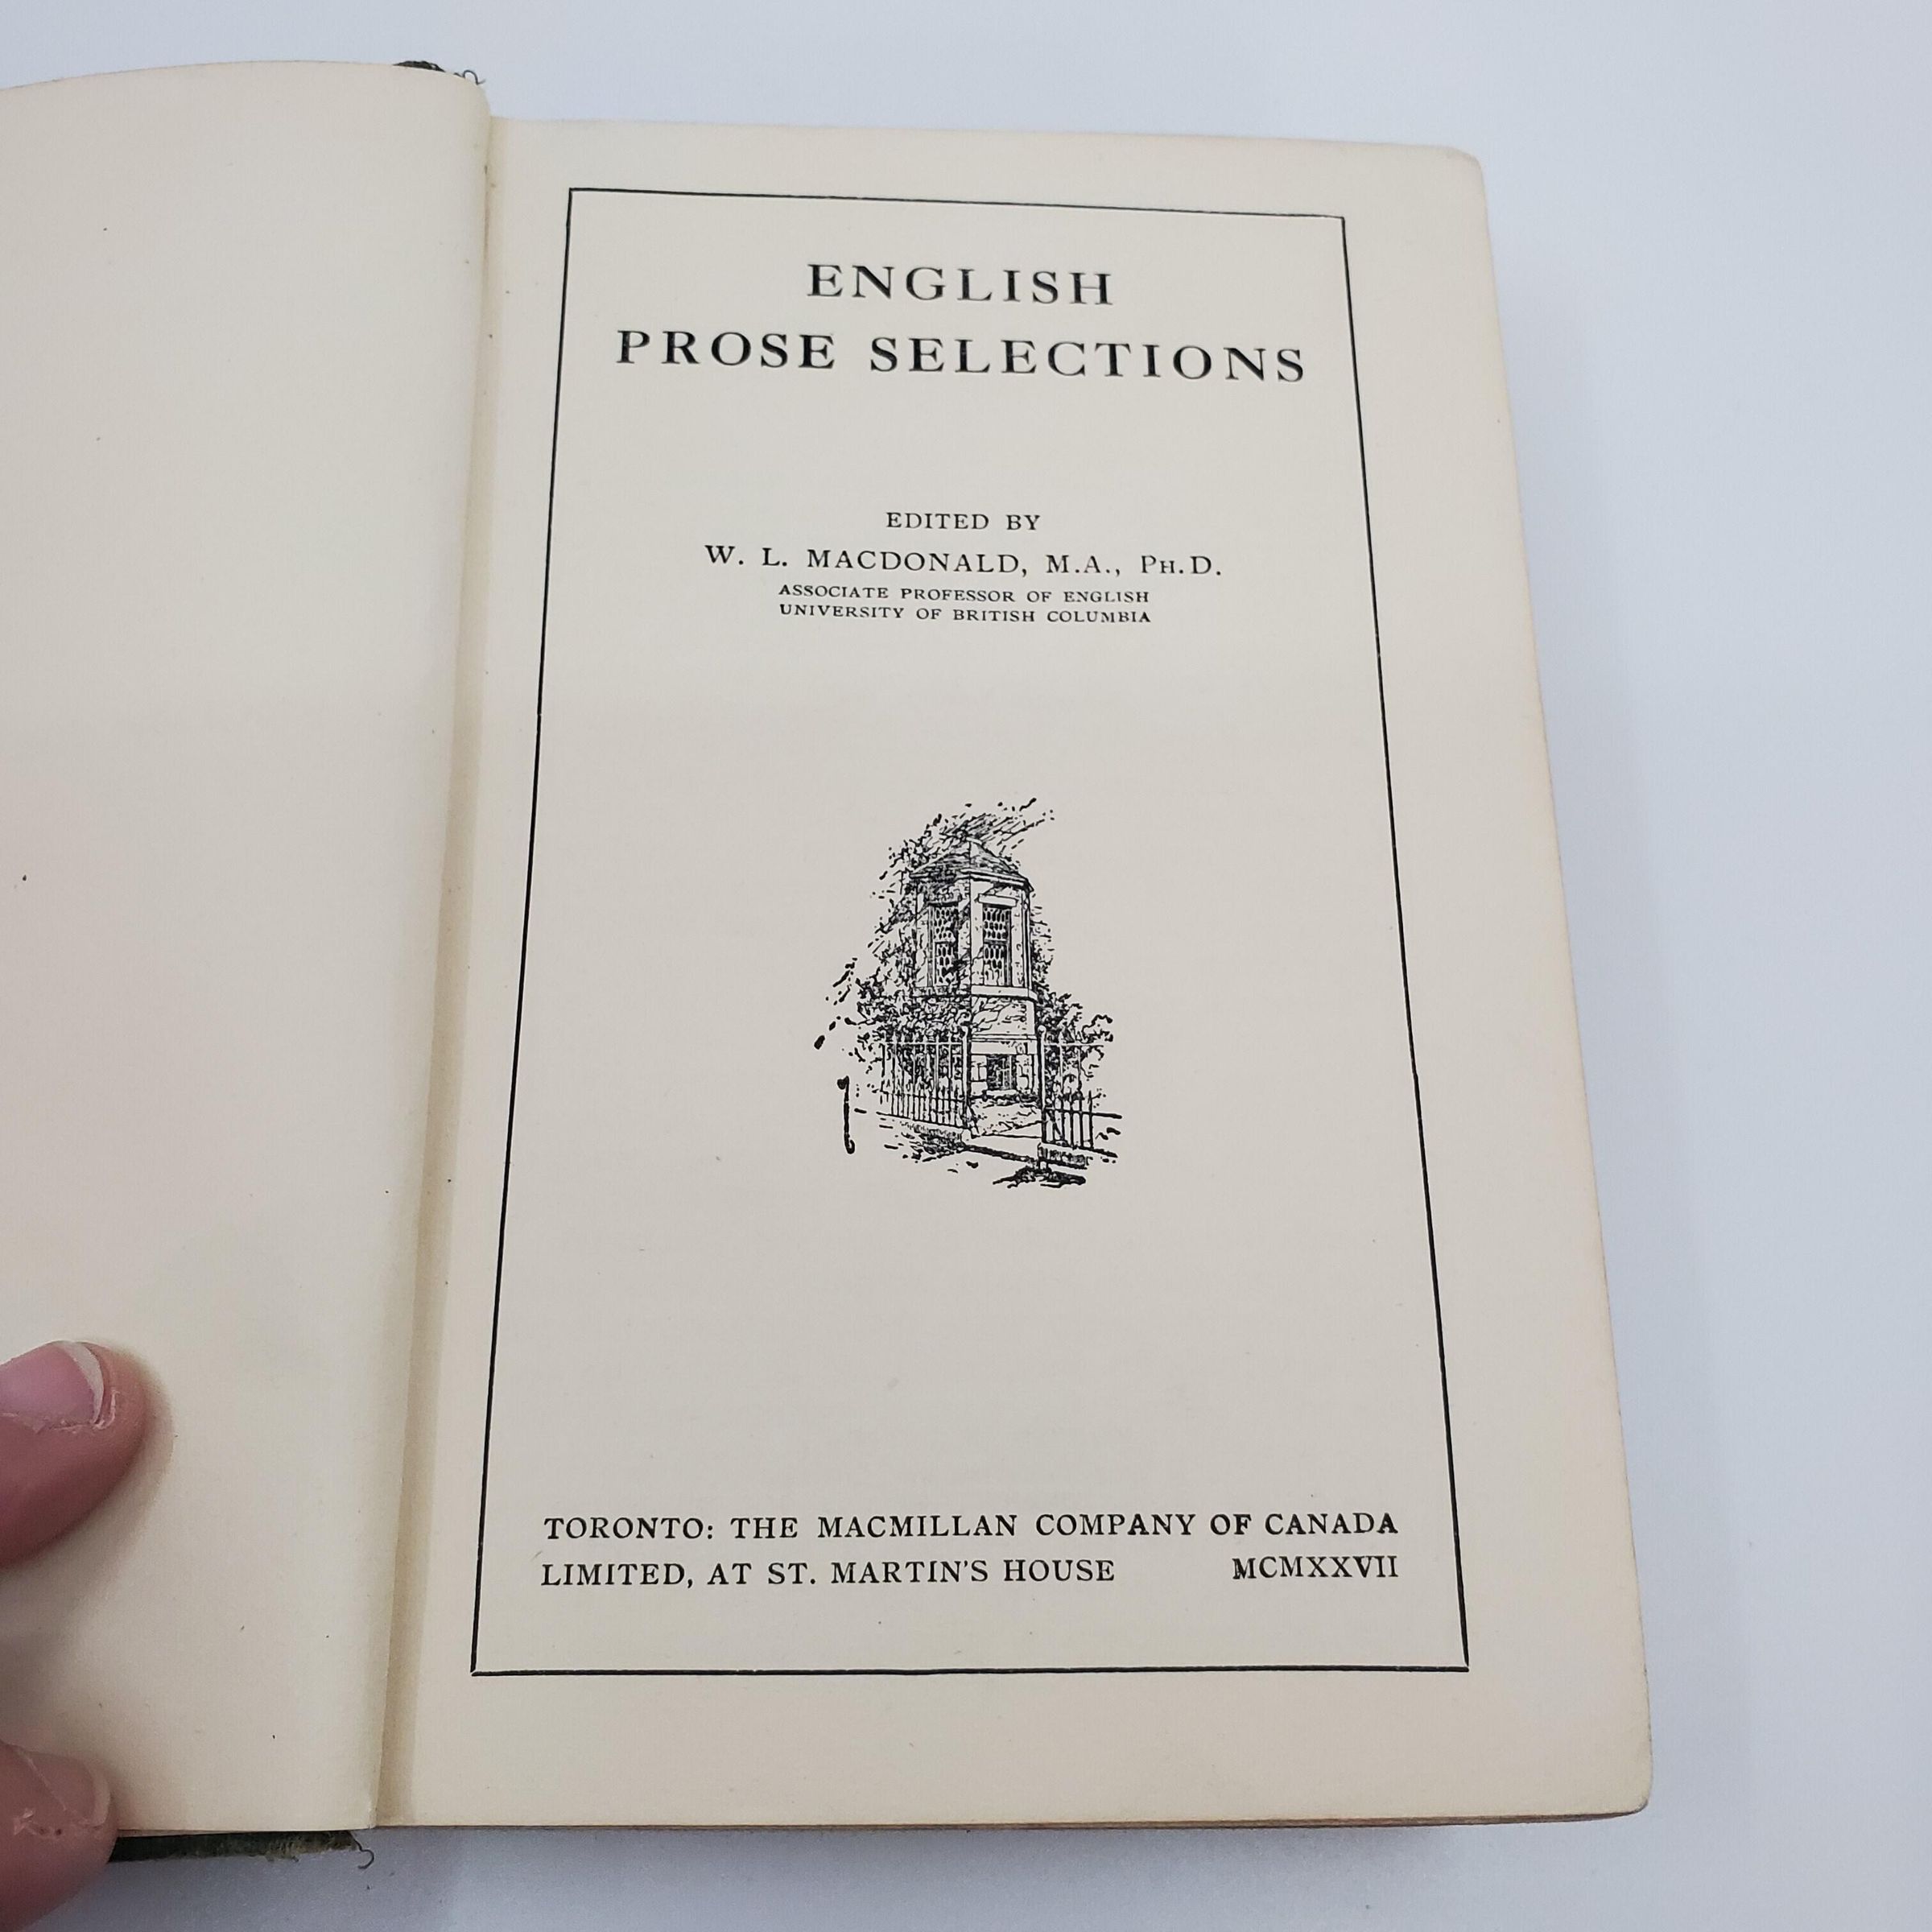 ENGLISH
PROSE SELECTIONS
EDITED BY
W. L. MACDONALD, M.A., PH.D.
ASSOCIATE PROFESSOR OF ENGLISH
UNIVERSITY OF BRITISH COLUMBIA
TORONTO: THE MACMILLAN COMPANY OF CANADA
LIMITED, AT ST. MARTIN'S HOUSE MCMXXVII